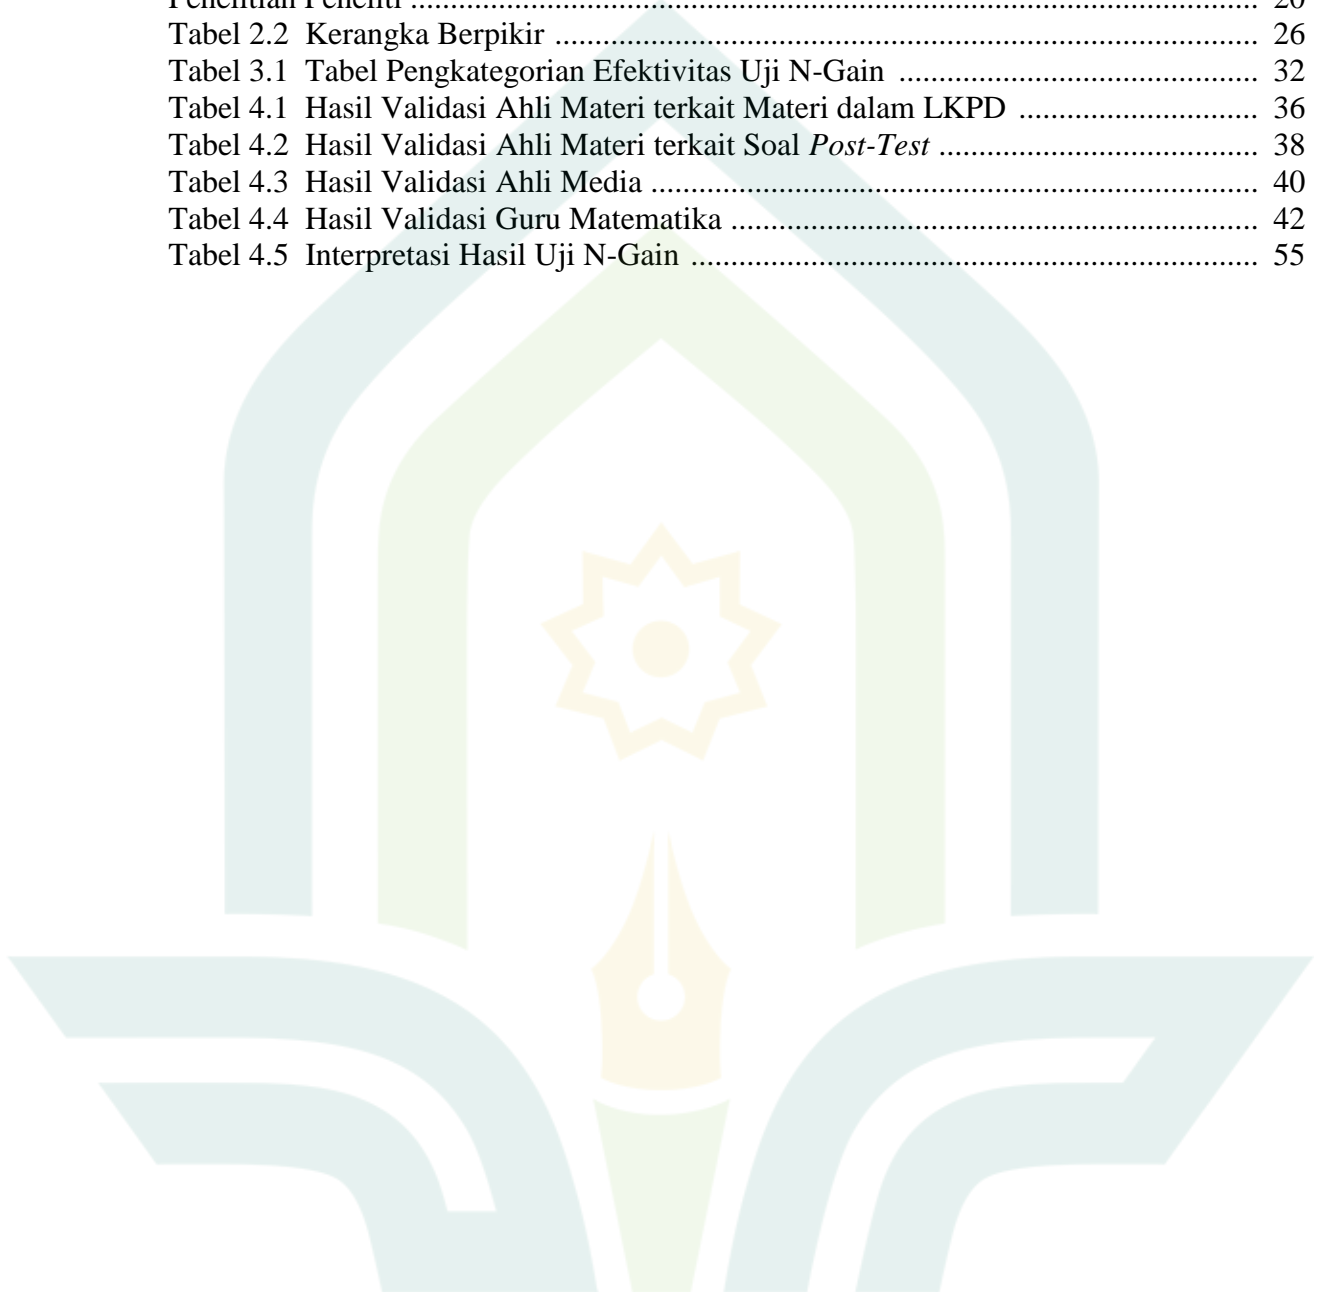 Penelitian Peneliti ........................................................................................................ 20
Tabel 2.2 Kerangka Berpikir ...................................................................................... 26
Tabel 3.1 Tabel Pengkategorian Efektivitas Uji N-Gain ............................................ 32
Tabel 4.1 Hasil Validasi Ahli Materi terkait Materi dalam LKPD ............................. 36
Tabel 4.2 Hasil Validasi Ahli Materi terkait Soal Post-Test ....................................... 38
Tabel 4.3 Hasil Validasi Ahli Media .......................................................................... 40
Tabel 4.4 Hasil Validasi Guru Matematika ................................................................ 42
Tabel 4.5 Interpretasi Hasil Uji N-Gain ..................................................................... 55